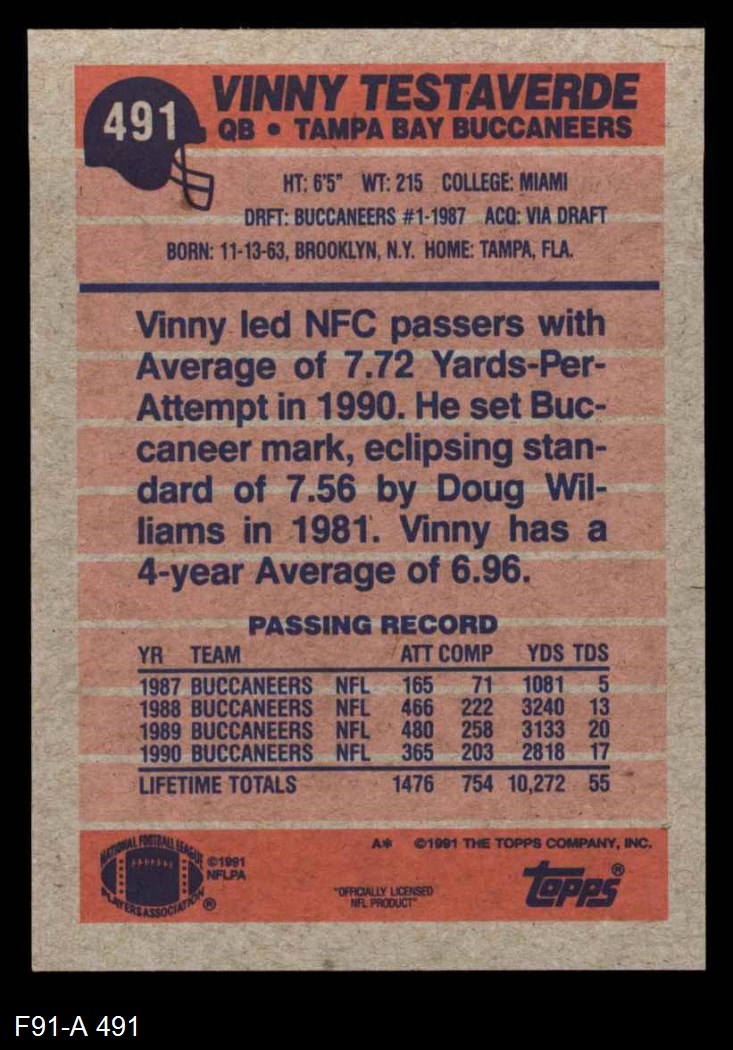 491
VINNY TESTAVERDE
QB • TAMPA BAY BUCCANEERS
HT: 6'5" WT: 215 COLLEGE: MIAMI
DRFT: BUCCANEERS #1-1987 ACQ: VIA DRAFT
BORN: 11-13-63, BROOKLYN, N.Y. HOME: TAMPA, FLA.
Vinny led NFC passers with
Average of 7.72 Yards-Per-
Attempt in 1990. He set Buc-
caneer mark, eclipsing stan-
dard of 7.56 by Doug Wil-
liams in 1981. Vinny has a
4-year Average of 6.96.
PASSING RECORD
YR TEAM ATT COMP YDS TDS
1987 BUCCANEERS NFL 165 71 1081 5
1988 BUCCANEERS NFL 466 222 3240 13
1989 BUCCANEERS NFL 480 258 3133 20
1990 BUCCANEERS NFL 365 203 2818 17
LIFETIME TOTALS 1476 754 10,272 55
A* ©1991 THE TOPPS COMPANY, INC.
NATIONAL FOOTBALL LEAGUE
PLAYERS ASSOCIATION ®
©1991
NFLPA
"OFFICIALLY LICENSED
NFL PRODUCT"
topps®
F91-A 491